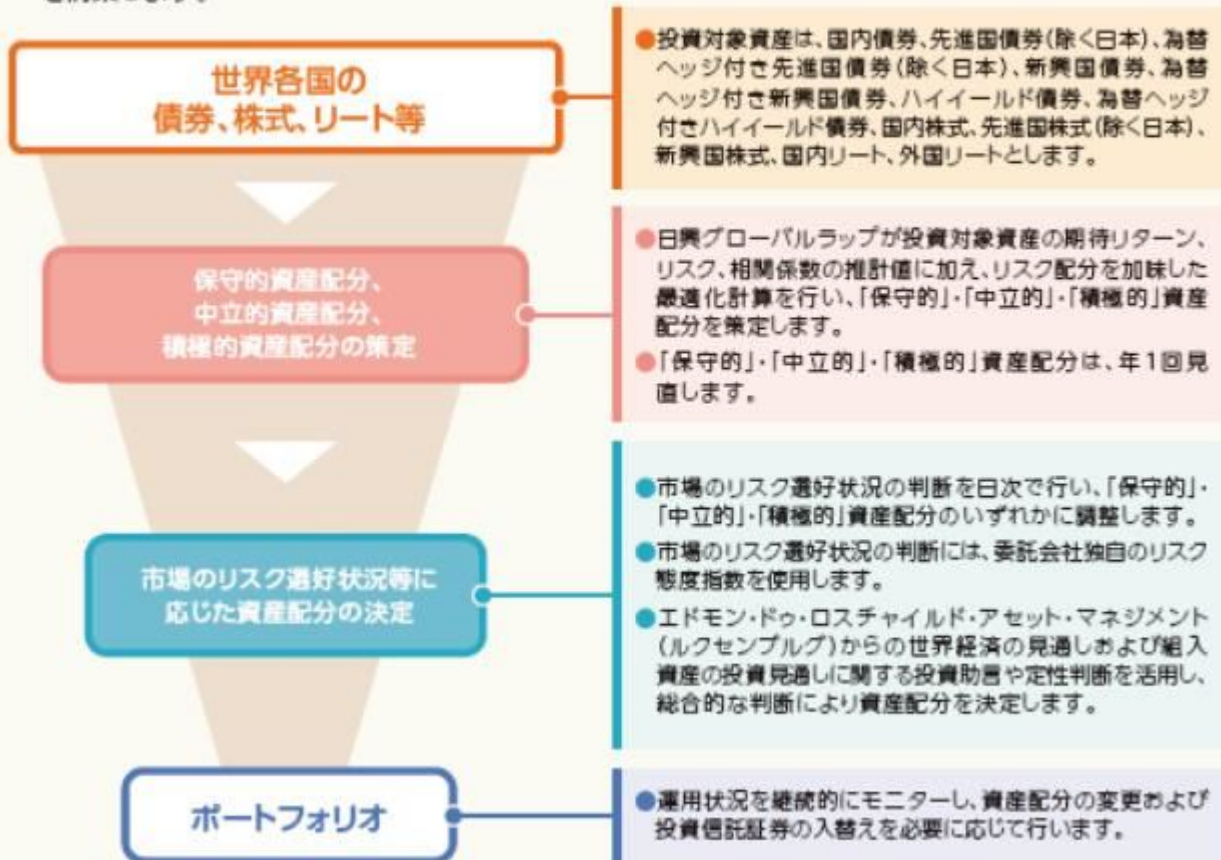 世界各国の
債券、株式、リート等
●投資対象資産は、国内債券、先進国債券(除く日本)、為替
ヘッジ付き先進国債券(除く日本)、新興国債券、為替
ヘッジ付き新興国債券、ハイイールド債券、為替ヘッジ
付きハイイールド債券、国内株式、先進国株式(除く日本)、
新興国株式、国内リート、外国リートとします。
保守的資産配分、
中立的資産配分、
積極的資産配分の策定
●日興グローバルラップが投資対象資産の期待リターン、
リスク、相関係数の推計値に加え、リスク配分を加味した
最適化計算を行い、「保守的」・「中立的」・「積極的」資産
配分を策定します。
●「保守的」・「中立的」・「積極的」資産配分は、年1回見
直します。
市場のリスク選好状況等に
応じた資産配分の決定
●市場のリスク選好状況の判断を日次で行い、「保守的」・
「中立的」・「積極的」資産配分のいずれかに調整します。
●市場のリスク選好状況の判断には、委託会社独自のリスク
態度指数を使用します。
●エドモン・ドゥ・ロスチャイルド・アセット・マネジメント
(ルクセンブルグ)からの世界経済の見通しおよび組入
資産の投資見通しに関する投資助言や定性判断を活用し、
総合的な判断により資産配分を決定します。
ポートフォリオ
●運用状況を継続的にモニターし、資産配分の変更および
投資信託証券の入替えを必要に応じて行います。